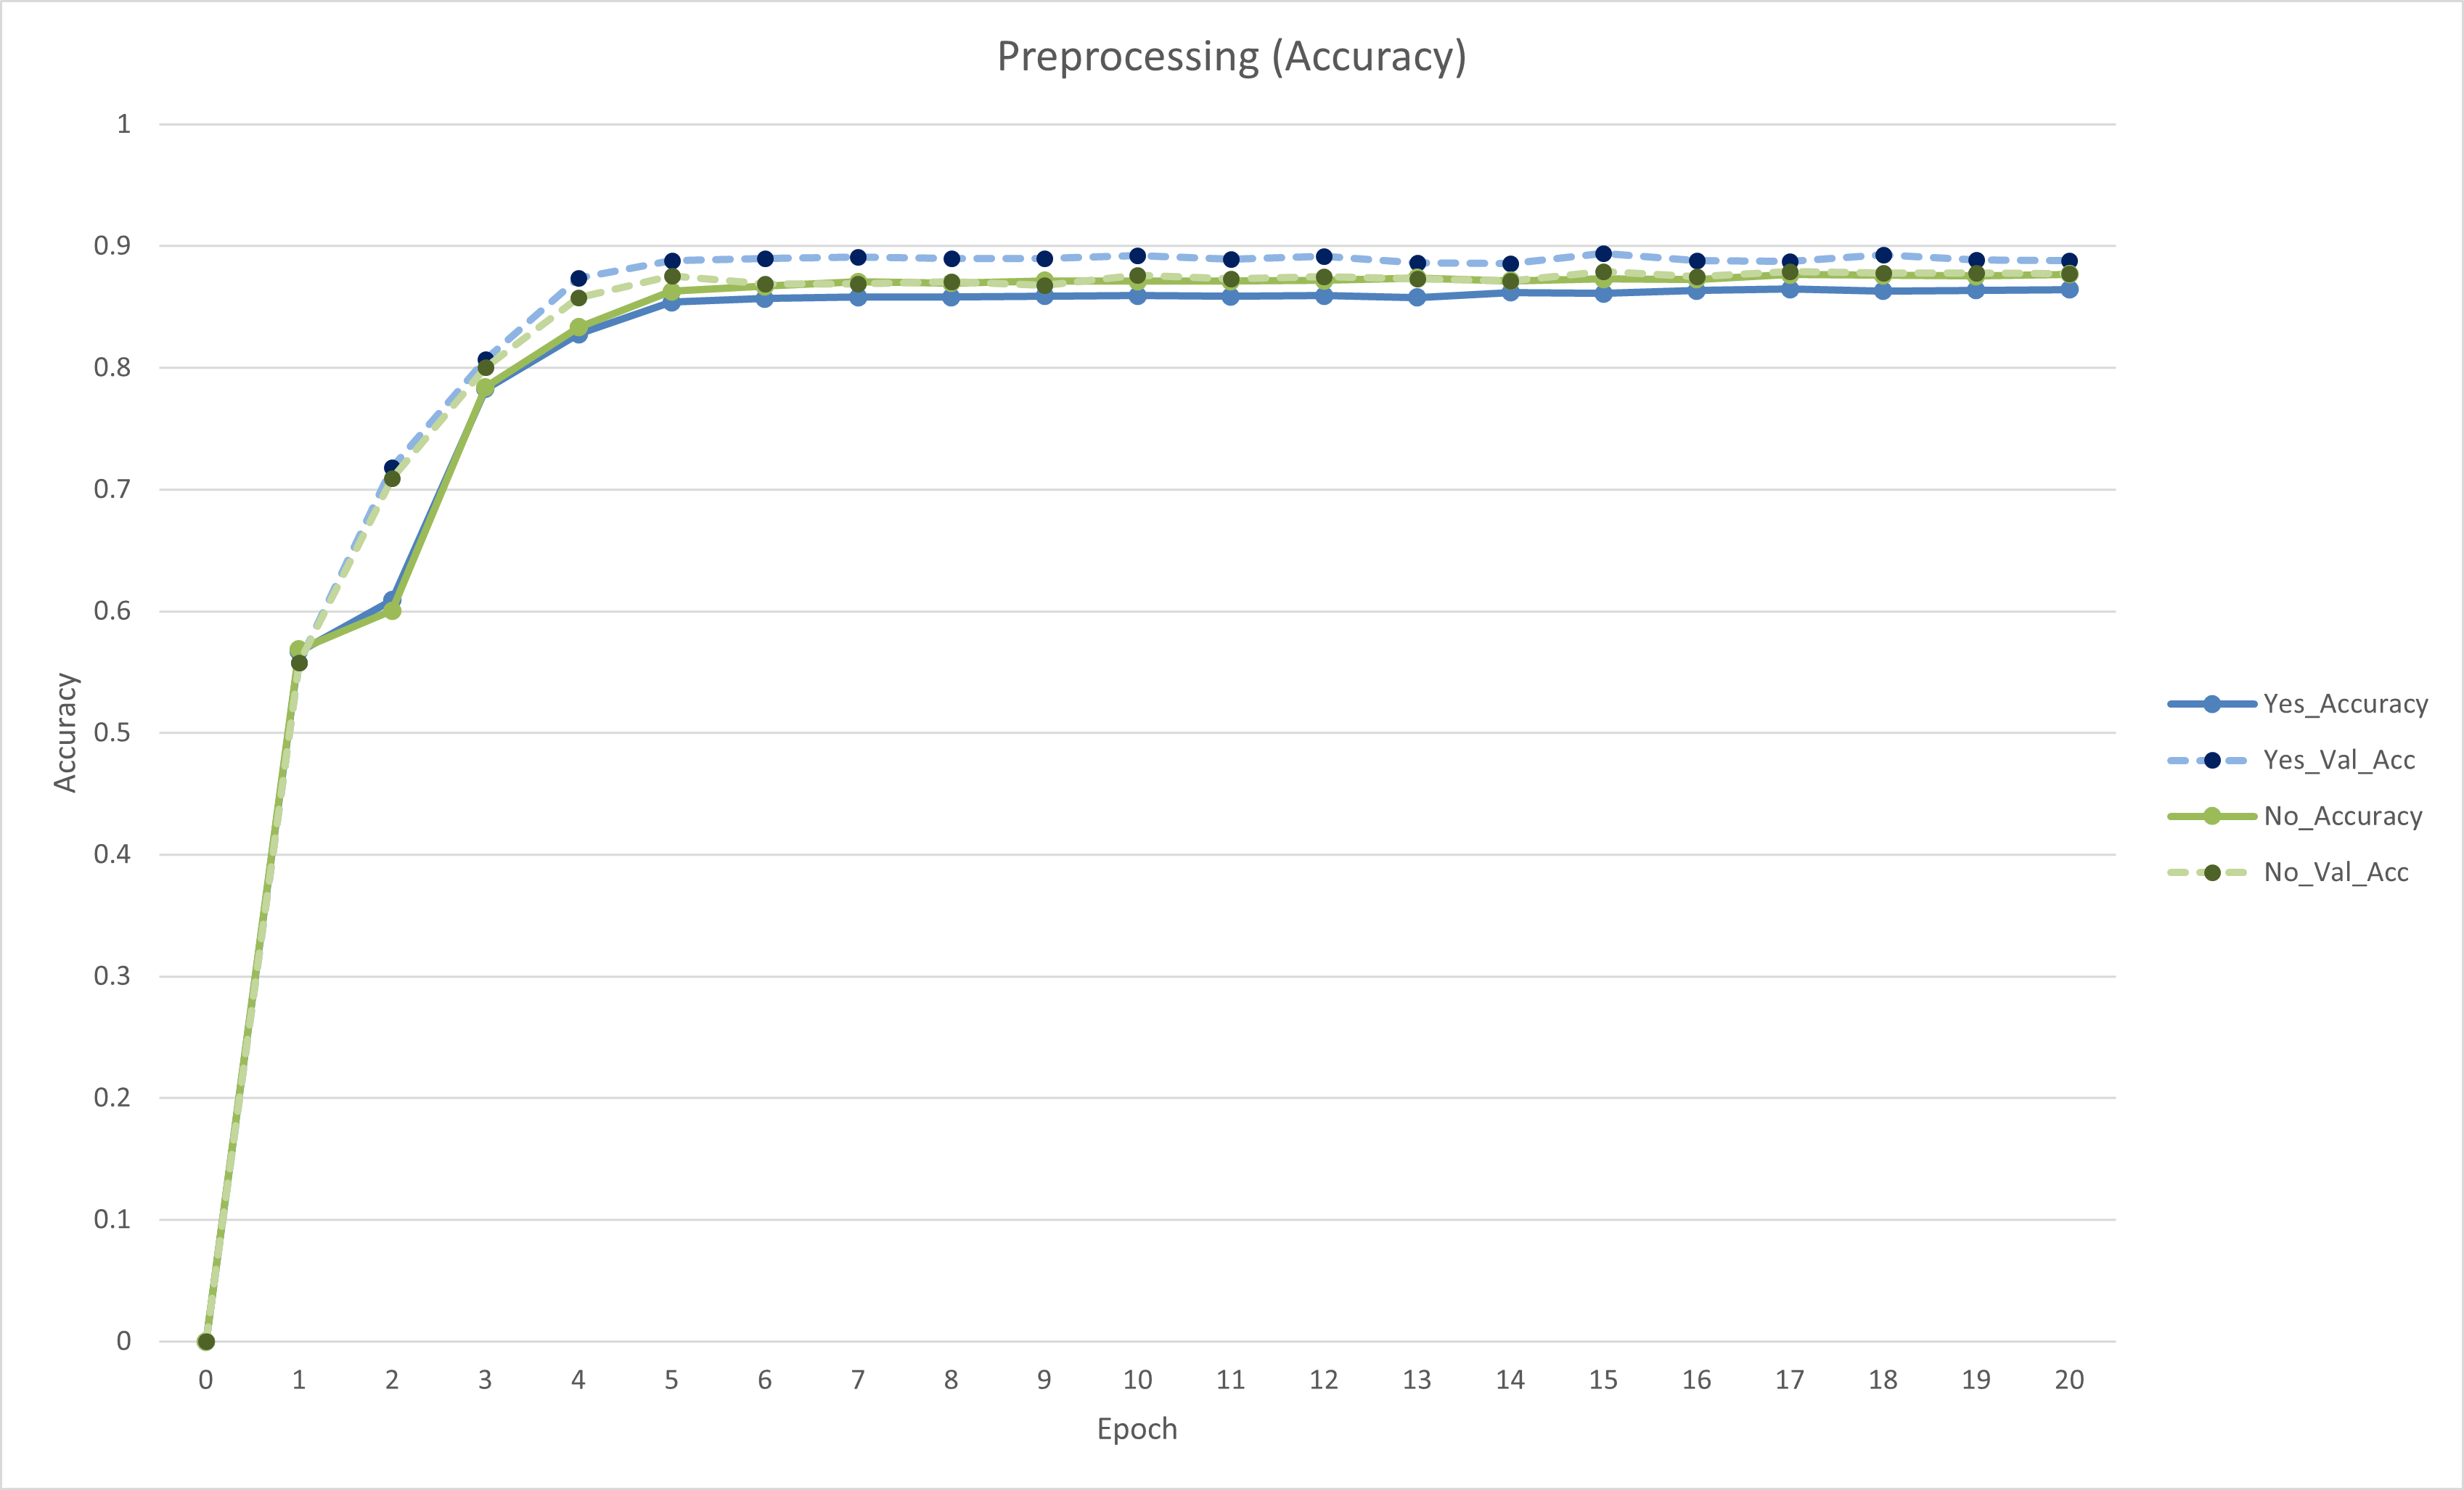 Preprocessing (Accuracy)
1
0.9
0.8
0.7
0.6
0.5
0.4
0.3
0.2
0.1
0
Accuracy
0 1 2 3 4 5 6 7 8 9 10 11 12 13 14 15 16 17 18 19 20
Epoch
Yes_Accuracy
Yes_Val_Acc
No_Accuracy
No_Val_Acc